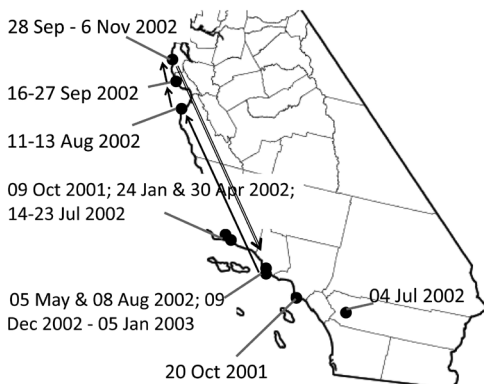 28 Sep - 6 Nov 2002
16-27 Sep 2002
11-13 Aug 2002
09 Oct 2001; 24 Jan & 30 Apr 2002;
14-23 Jul 2002
05 May & 08 Aug 2002; 09
Dec 2002 - 05 Jan 2003
04 Jul 2002
20 Oct 2001